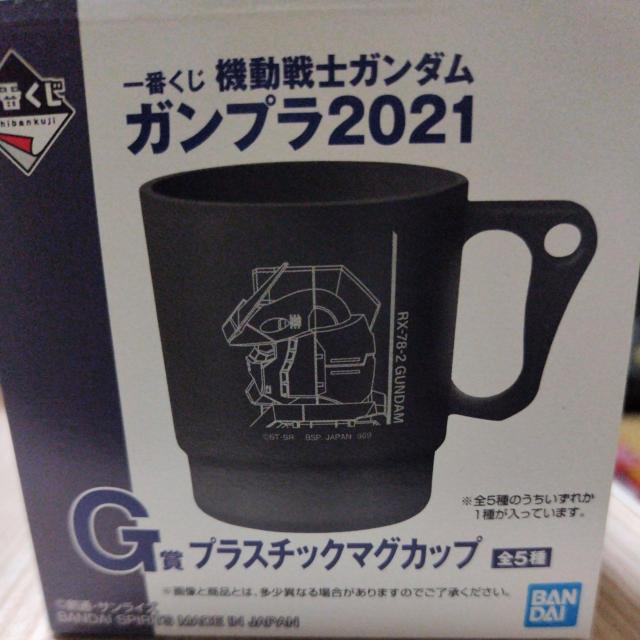 番くじ
hibankuji
一番くじ 機動戦士ガンダム
ガンプラ2021
RX-78-2 GUNDAM
©ST·SR BSP JAPAN
※全5種のうちいずれか
1種が入っています。
G賞 プラスチックマグカップ 全5種
※画像と商品とは、多少異なる場合がありますのでご了承ください。
・サンライズ
BANDAI SPIRITS MADE IN JAPAN
BAN
DAI